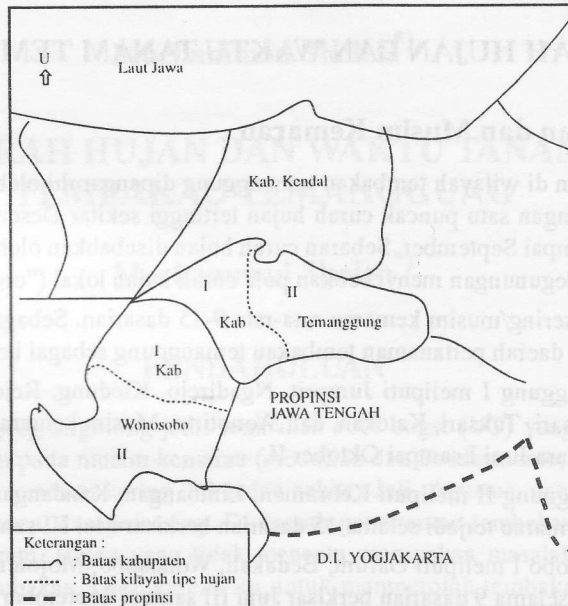 U
Laut Jawa
Kab. Kendal
I
II
Kab
Temanggung
I
Kab
PROPINSI
JAWA TENGAH
Wonosobo
II
Keterangan :
: Batas kabupaten
: Batas kilayah tipe hujan
: Batas propinsi
D.I. YOGYAKARTA